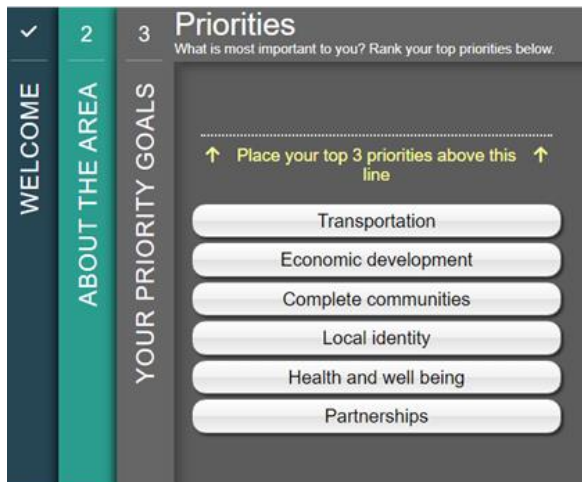 ✓
WELCOME
2
ABOUT THE AREA
3
YOUR PRIORITY GOALS
Priorities
What is most important to you? Rank your top priorities below.
↑ Place your top 3 priorities above this ↑
line
Transportation
Economic development
Complete communities
Local identity
Health and well being
Partnerships